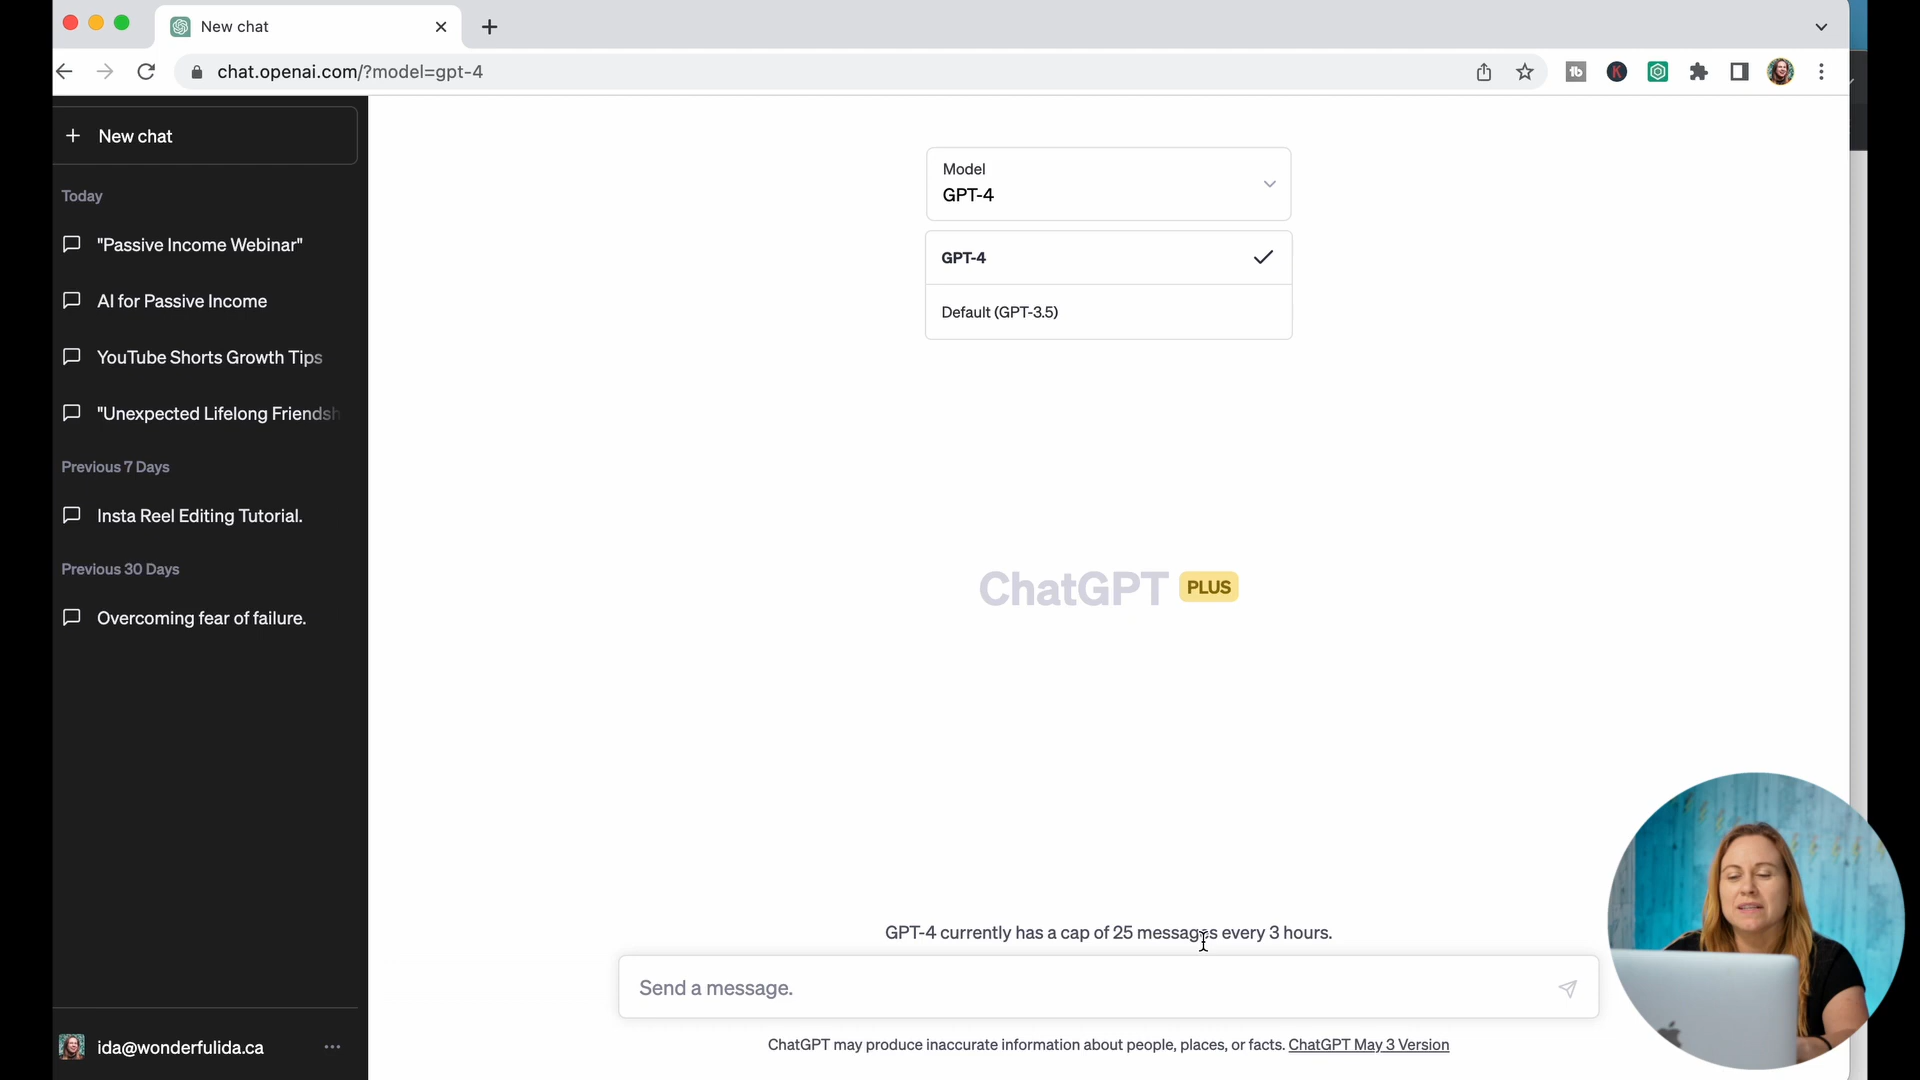 New chat
chat.openai.com/?model=gpt-4
New chat
Today
"Passive Income Webinar"
AI for Passive Income
YouTube Shorts Growth Tips
"Unexpected Lifelong Friendsh
Previous 7 Days
Insta Reel Editing Tutorial.
Previous 30 Days
Overcoming fear of failure.
ida@wonderfulida.ca
Model
GPT-4
GPT-4
Default (GPT-3.5)
ChatGPT PLUS
GPT-4 currently has a cap of 25 messages every 3 hours.
Send a message.
ChatGPT may produce inaccurate information about people, places, or facts. ChatGPT May 3 Version
tb
K